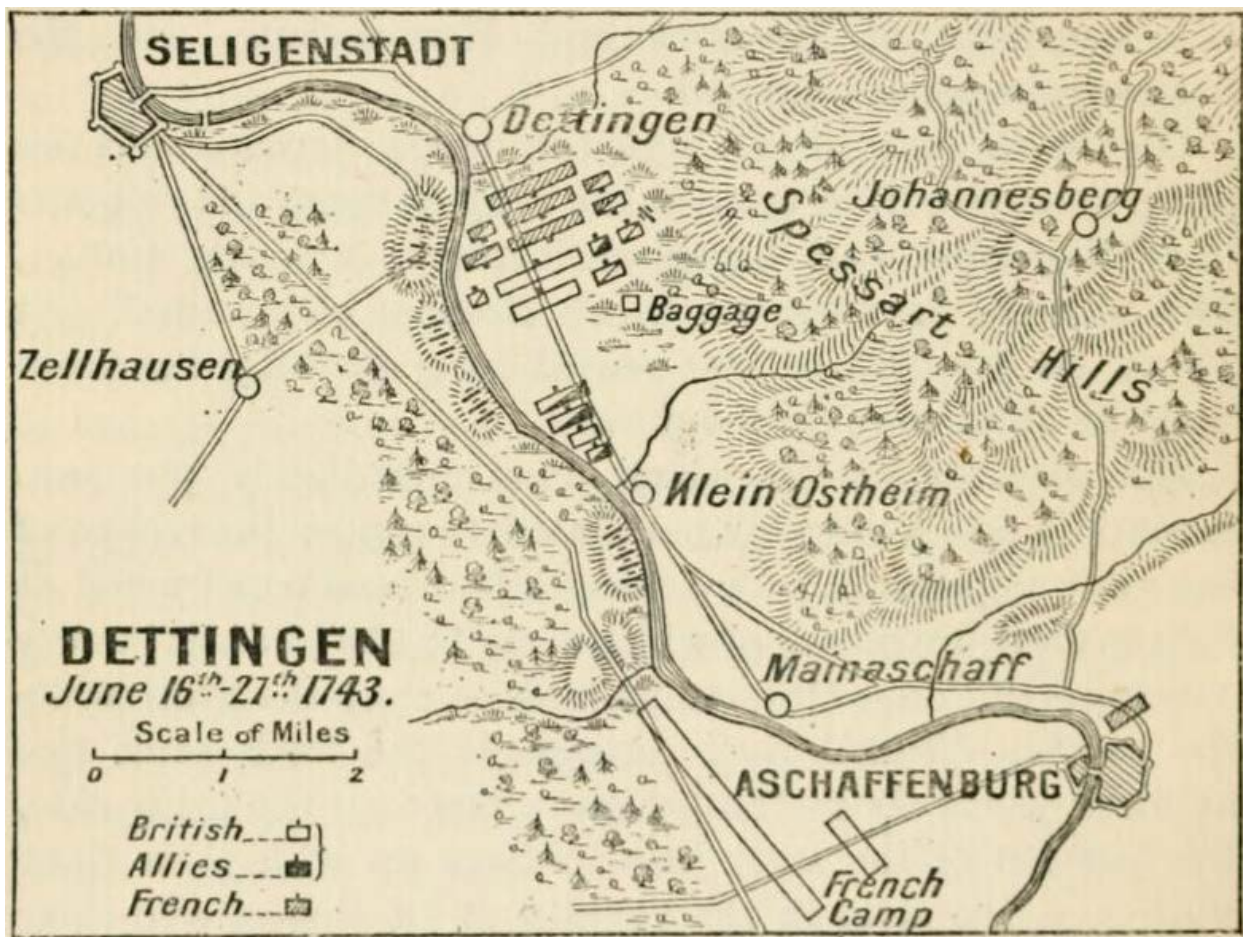 SELIGENSTADT
Dettingen
Johannesberg
Spessart
Hills
Baggage
Zellhausen
Klein Ostheim
DETTINGEN
June 16th-27th 1743.
Scale of Miles
0 1 2
Mainaschaff
ASCHAFFENBURG
British
Allies
French
French
Camp